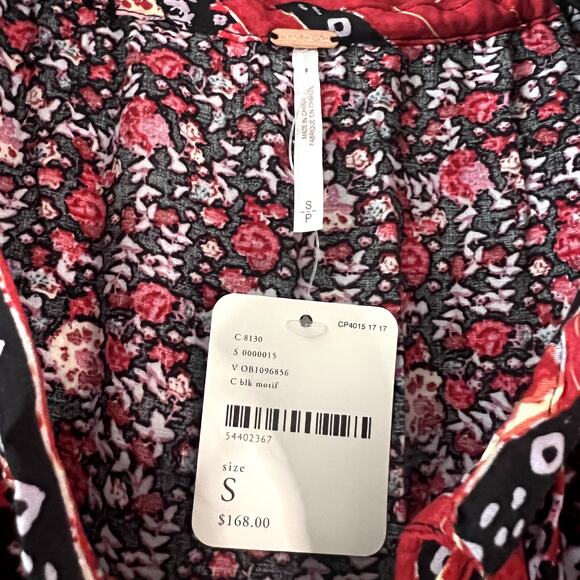 MADE IN CHINA
FABRIQUÉ EN CHINE
S
P
CP4015 17 17
C 8130
S 0000015
V OB1096856
C blk motif
54402367
size
S
$168.00